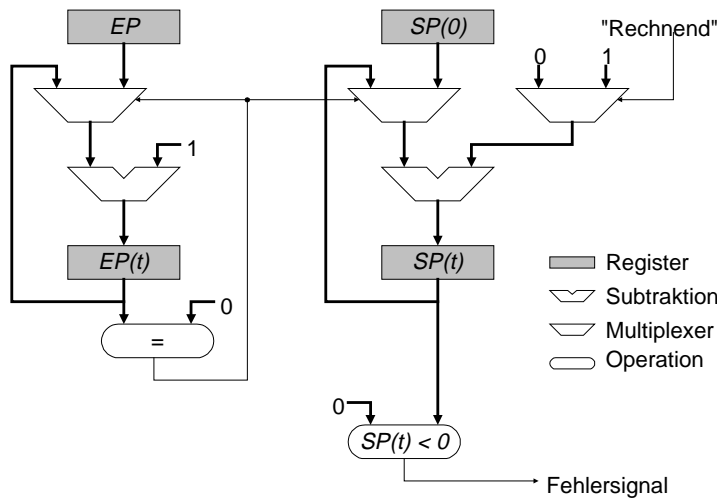 EP
SP(0)
"Rechnend"
0
1
1
EP(t)
SP(t)
Register
Subtraktion
Multiplexer
Operation
0
=
0
SP(t) < 0
Fehlersignal